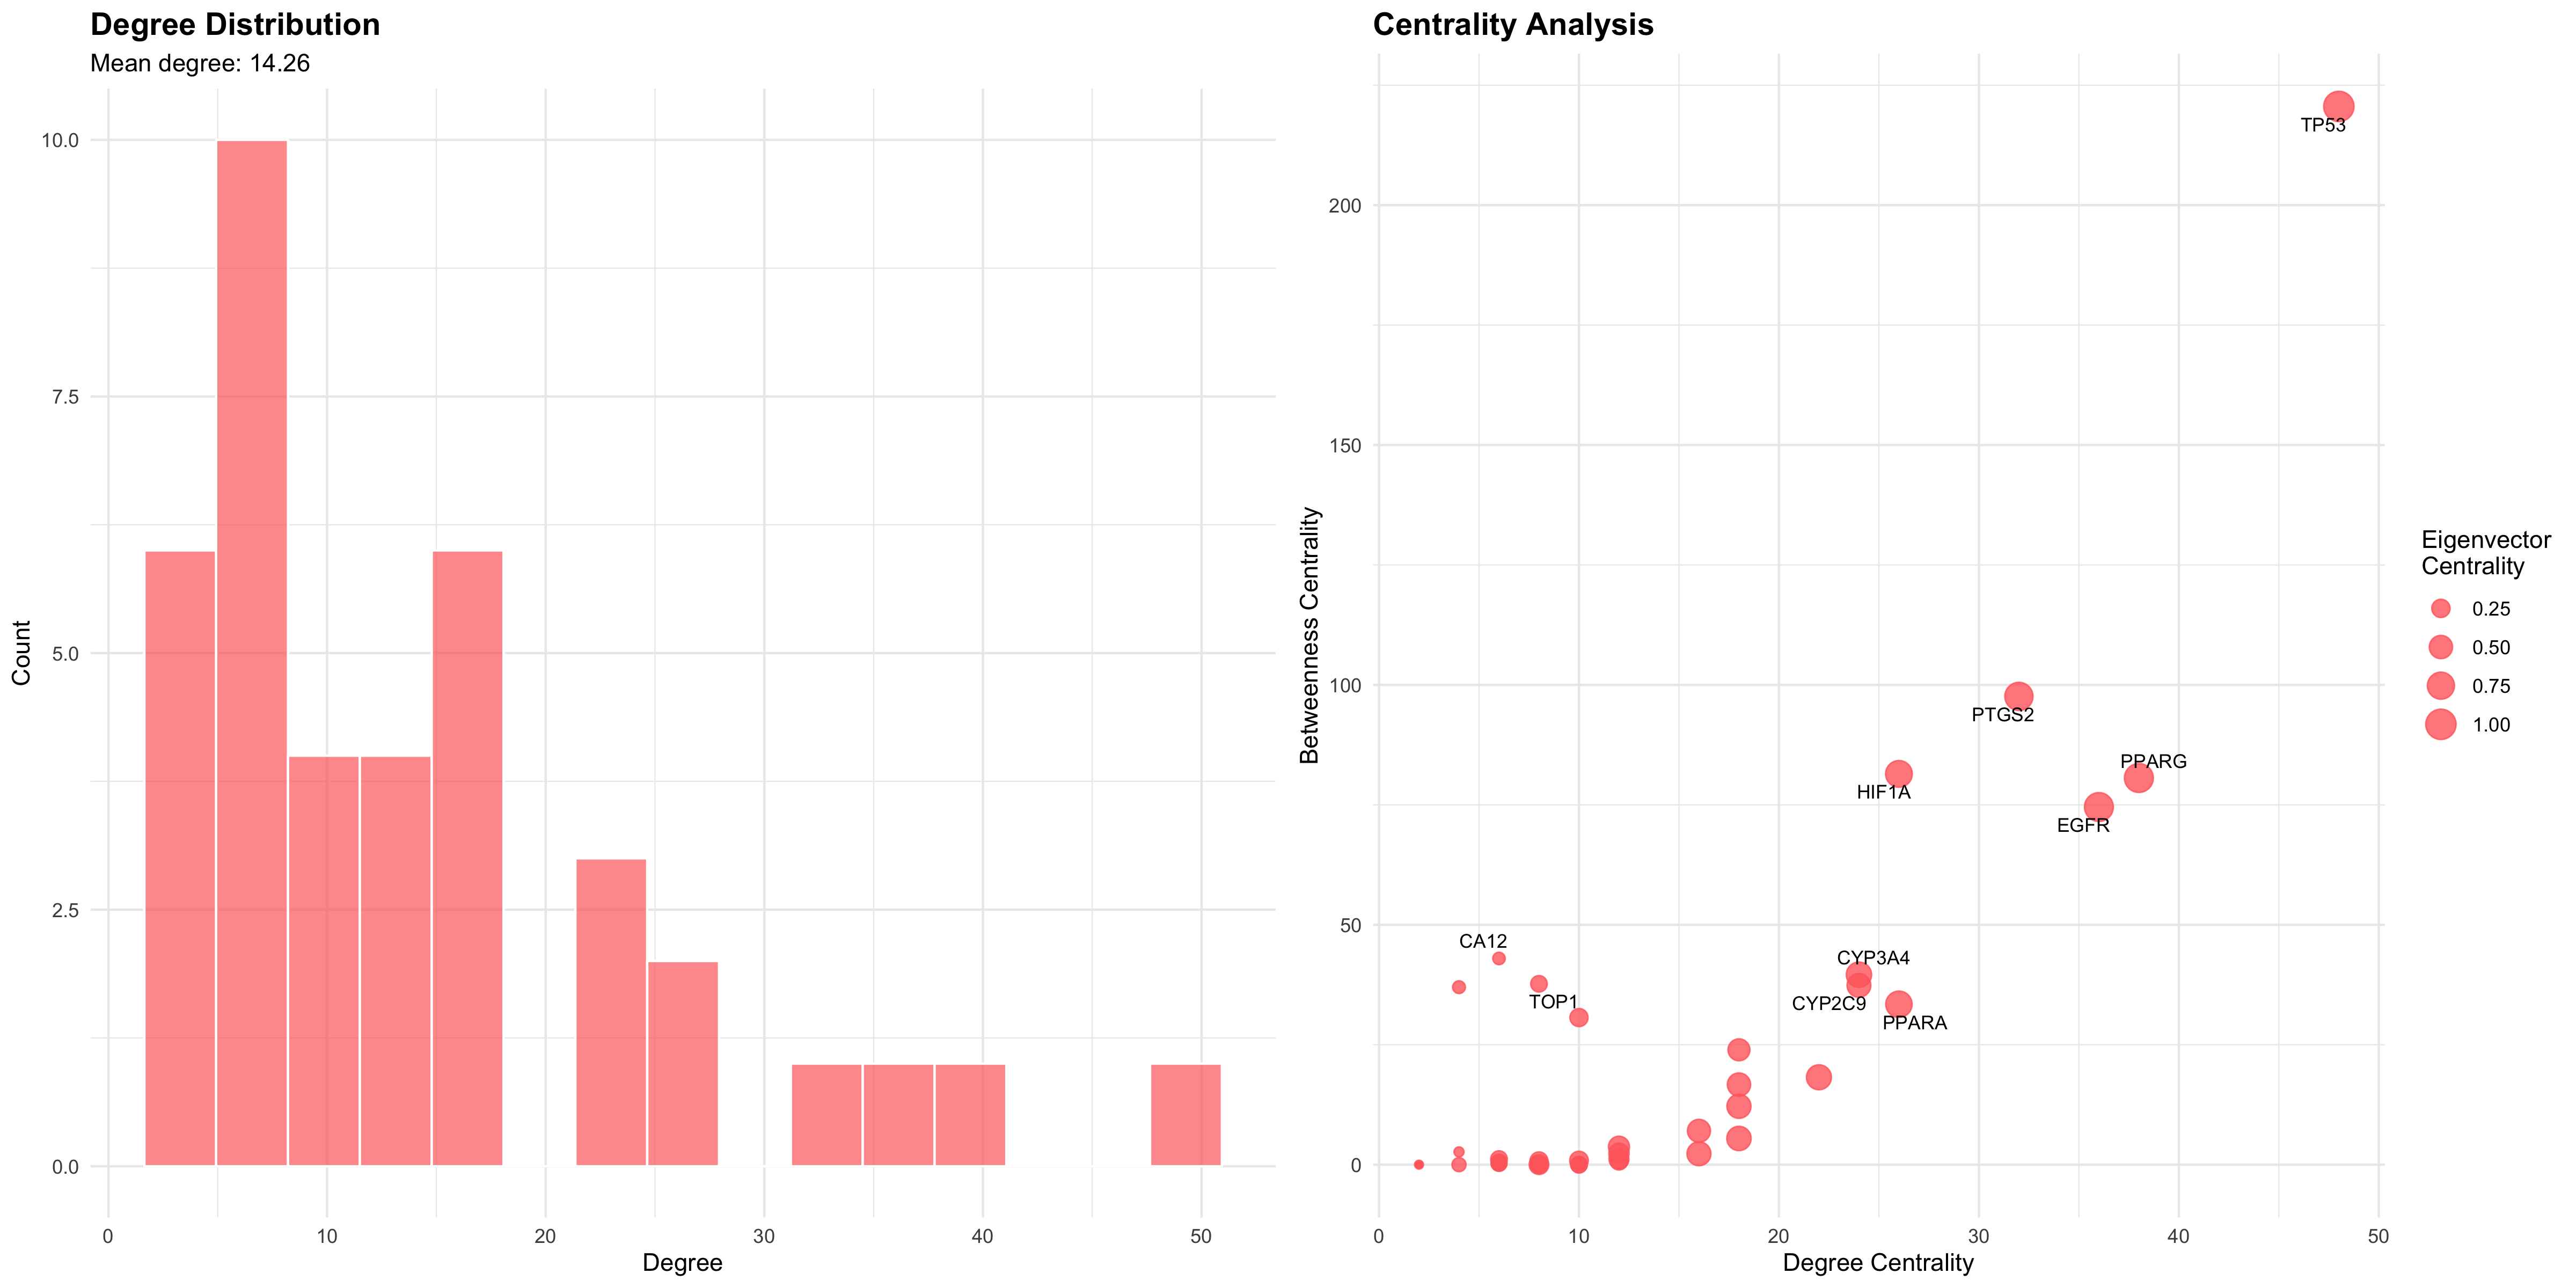 Degree Distribution
Mean degree: 14.26
10.0
7.5
5.0
2.5
0.0
Count
0 10 20 30 40 50
Degree
Centrality Analysis
200
150
100
50
0
Betweenness Centrality
TP53
PTGS2
PPARG
HIF1A
EGFR
CA12
CYP3A4
TOP1
CYP2C9
PPARA
0 10 20 30 40 50
Degree Centrality
Eigenvector
Centrality
0.25
0.50
0.75
1.00